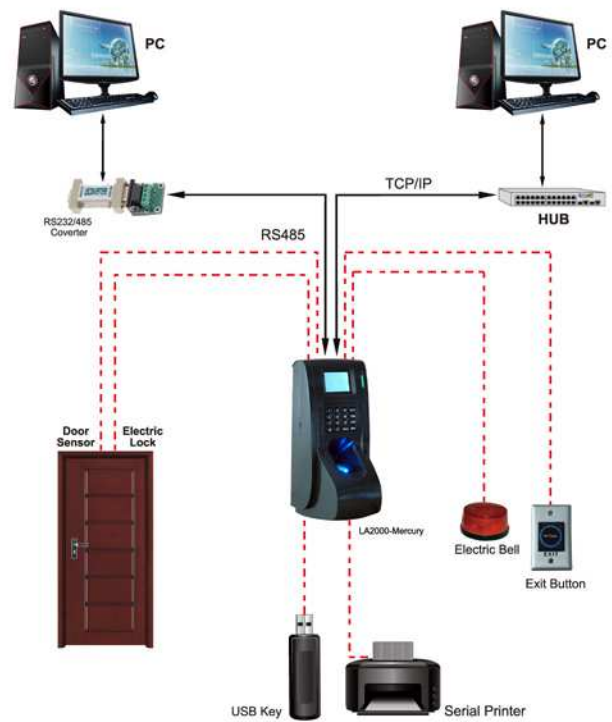 PC
PC
RS232/485
Coverter
TCP/IP
HUB
RS485
Door
Sensor
Electric
Lock
LA2000-Mercury
Electric Bell
EXIT
Exit Button
USB Key
Serial Printer